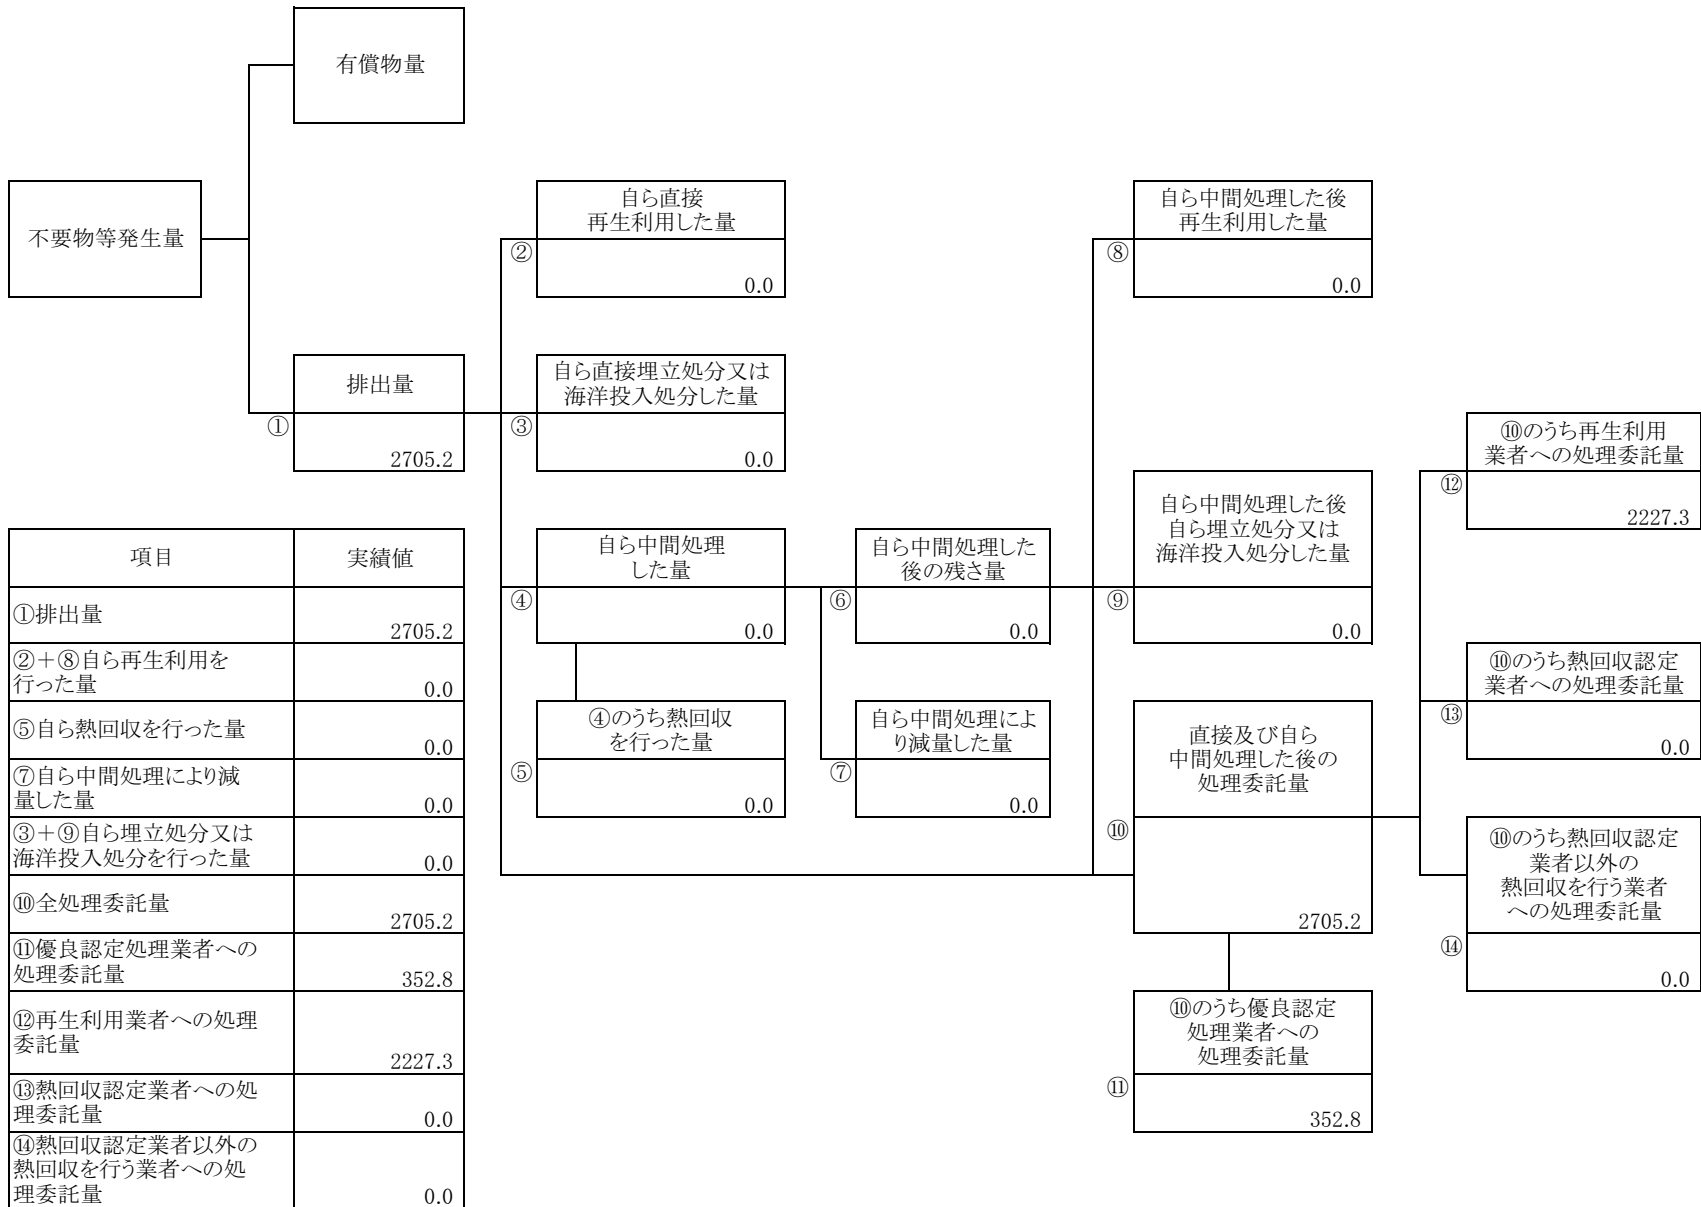 有償物量
不要物等発生量
自ら直接
再生利用した量
②
0.0
自ら中間処理した後
再生利用した量
⑧
0.0
排出量
①
2705.2
自ら直接埋立処分又は
海洋投入処分した量
③
0.0
⑩のうち再生利用
業者への処理委託量
⑫
2227.3
自ら中間処理
した量
④
0.0
自ら中間処理した
後の残さ量
⑥
0.0
自ら中間処理した後
自ら埋立処分又は
海洋投入処分した量
⑨
0.0
⑩のうち熱回収認定
業者への処理委託量
⑬
0.0
④のうち熱回収
を行った量
⑤
0.0
自ら中間処理によ
り減量した量
⑦
0.0
直接及び自ら
中間処理した後の
処理委託量
⑩
2705.2
⑩のうち熱回収認定
業者以外の
熱回収を行う業者
への処理委託量
⑭
0.0
⑩のうち優良認定
処理業者への
処理委託量
⑪
352.8
項目 実績値
①排出量
2705.2
②+⑧自ら再生利用を
行った量 0.0
⑤自ら熱回収を行った量
0.0
⑦自ら中間処理により減
量した量 0.0
③+⑨自ら埋立処分又は
海洋投入処分を行った量 0.0
⑩全処理委託量
2705.2
⑪優良認定処理業者への
処理委託量 352.8
⑫再生利用業者への処理
委託量
2227.3
⑬熱回収認定業者への処
理委託量 0.0
⑭熱回収認定業者以外の
熱回収を行う業者への処
理委託量 0.0